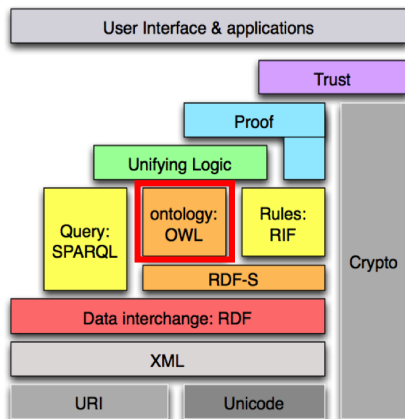 User Interface & applications
Trust
Proof
Unifying Logic
Query:
SPARQL
ontology:
OWL
Rules:
RIF
Crypto
RDF-S
Data interchange: RDF
XML
URI
Unicode